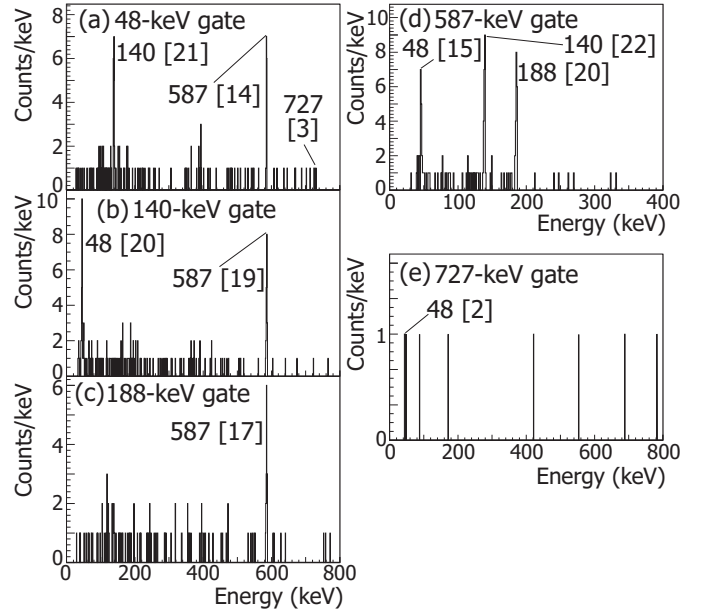 (a) 48-keV gate
140 [21]
587 [14]
727
[3]
Counts/keV
8
6
4
2
0
(b) 140-keV gate
48 [20]
587 [19]
Counts/keV
10
8
6
4
2
0
(c) 188-keV gate
587 [17]
Counts/keV
6
4
2
0
0 200 400 600 800
Energy (keV)
(d) 587-keV gate
48 [15]
140 [22]
188 [20]
Counts/keV
10
8
6
4
2
0
0 100 200 300 400
Energy (keV)
(e) 727-keV gate
48 [2]
Counts/keV
1
0
0 200 400 600 800
Energy (keV)